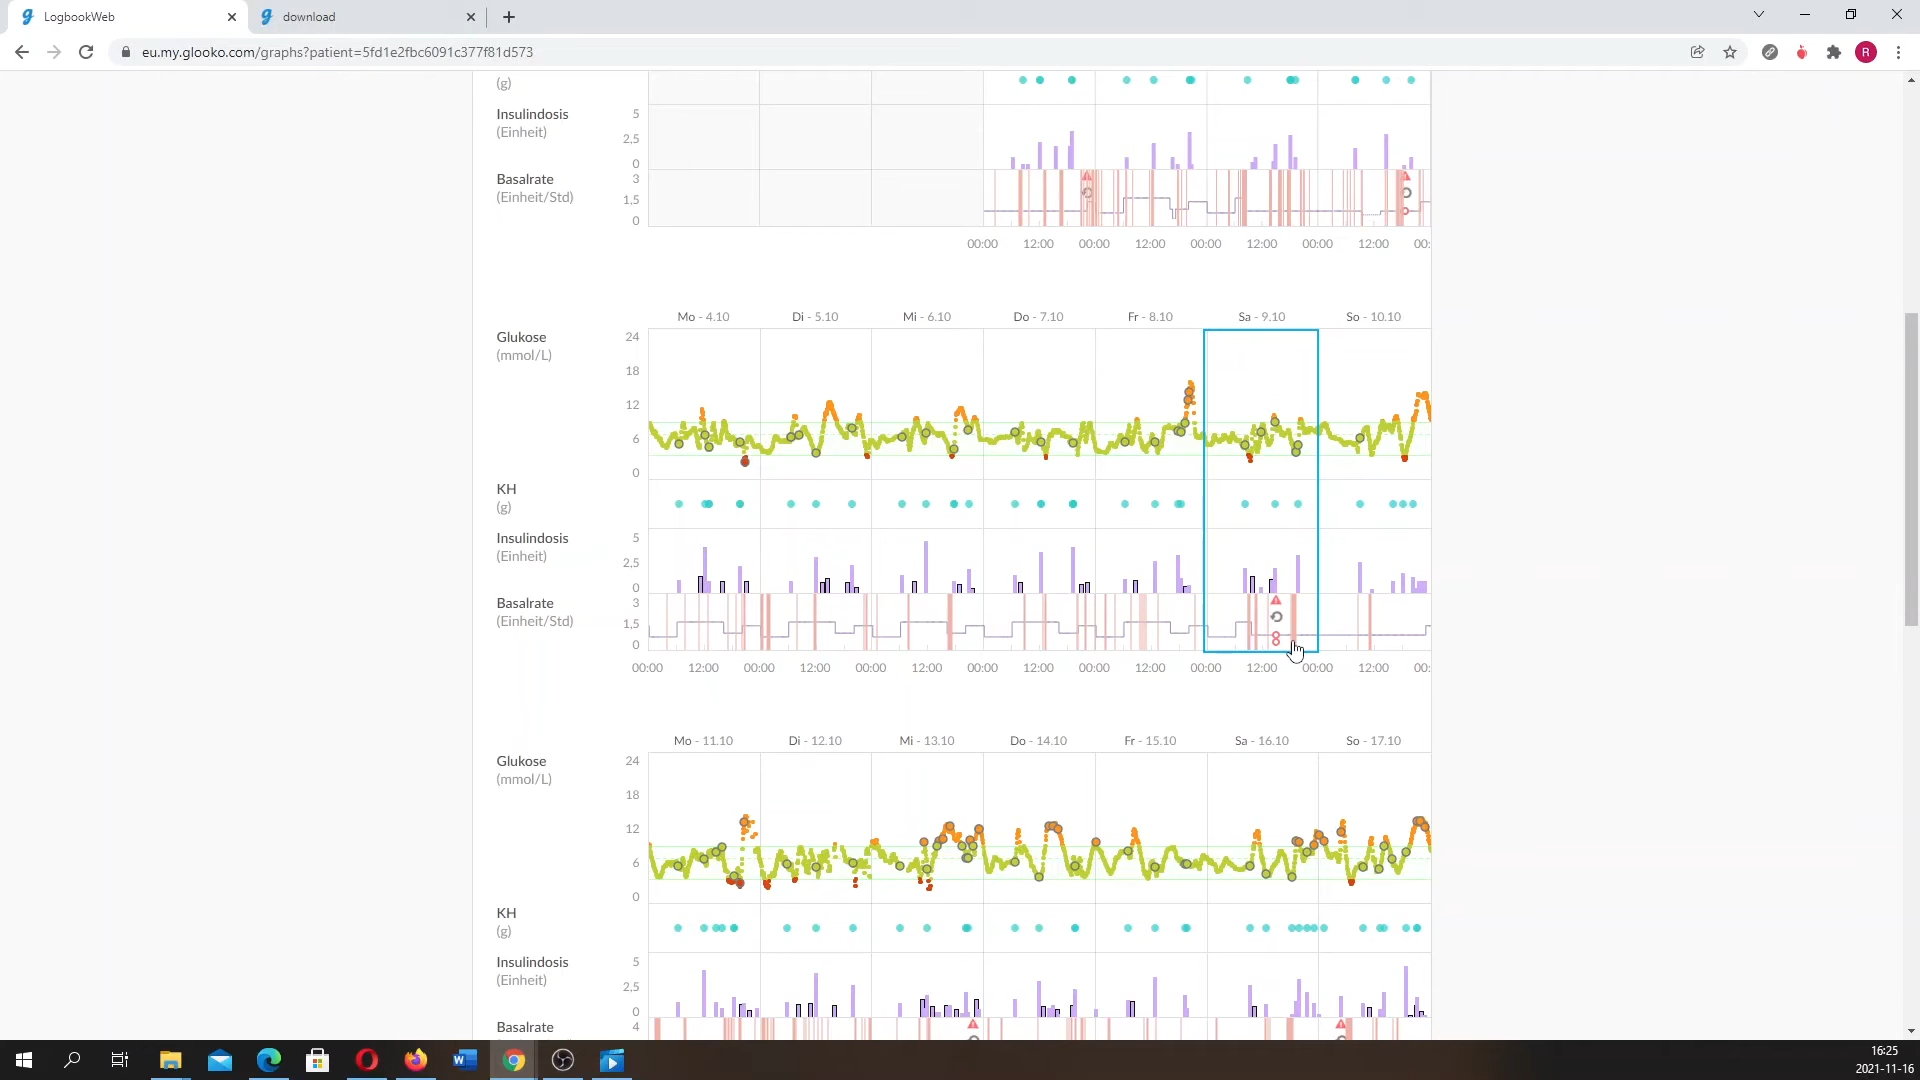 LogbookWeb
download
eu.my.glooko.com/graphs?patient=5fd1e2fbc6091c377f81d573
R
(g)
Insulindosis
(Einheit)
5
2,5
0
Basalrate
(Einheit/Std)
3
1,5
0
00:00 12:00 00:00 12:00 00:00 12:00 00:00 12:00 00:
Mo - 4.10 Di - 5.10 Mi - 6.10 Do - 7.10 Fr - 8.10 Sa - 9.10 So - 10.10
Glukose
(mmol/L)
24
18
12
6
0
KH
(g)
Insulindosis
(Einheit)
5
2,5
0
Basalrate
(Einheit/Std)
3
1,5
0
00:00 12:00 00:00 12:00 00:00 12:00 00:00 12:00 00:00 12:00 00:00 12:00 00:00 12:00 00:
Mo - 11.10 Di - 12.10 Mi - 13.10 Do - 14.10 Fr - 15.10 Sa - 16.10 So - 17.10
Glukose
(mmol/L)
24
18
12
6
0
KH
(g)
Insulindosis
(Einheit)
5
2,5
0
Basalrate
4
16:25
2021-11-16